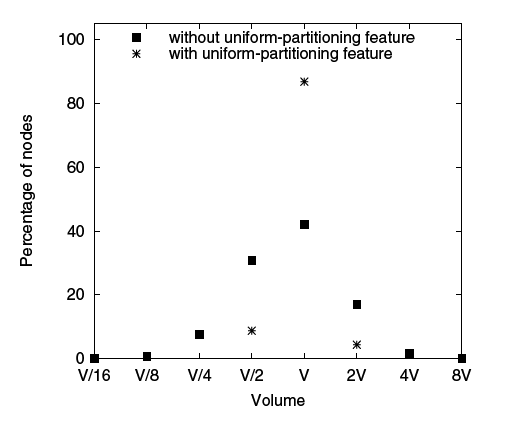 100
without uniform-partitioning feature
with uniform-partitioning feature
80
60
40
20
0
Percentage of nodes
V/16 V/8 V/4 V/2 V 2V 4V 8V
Volume